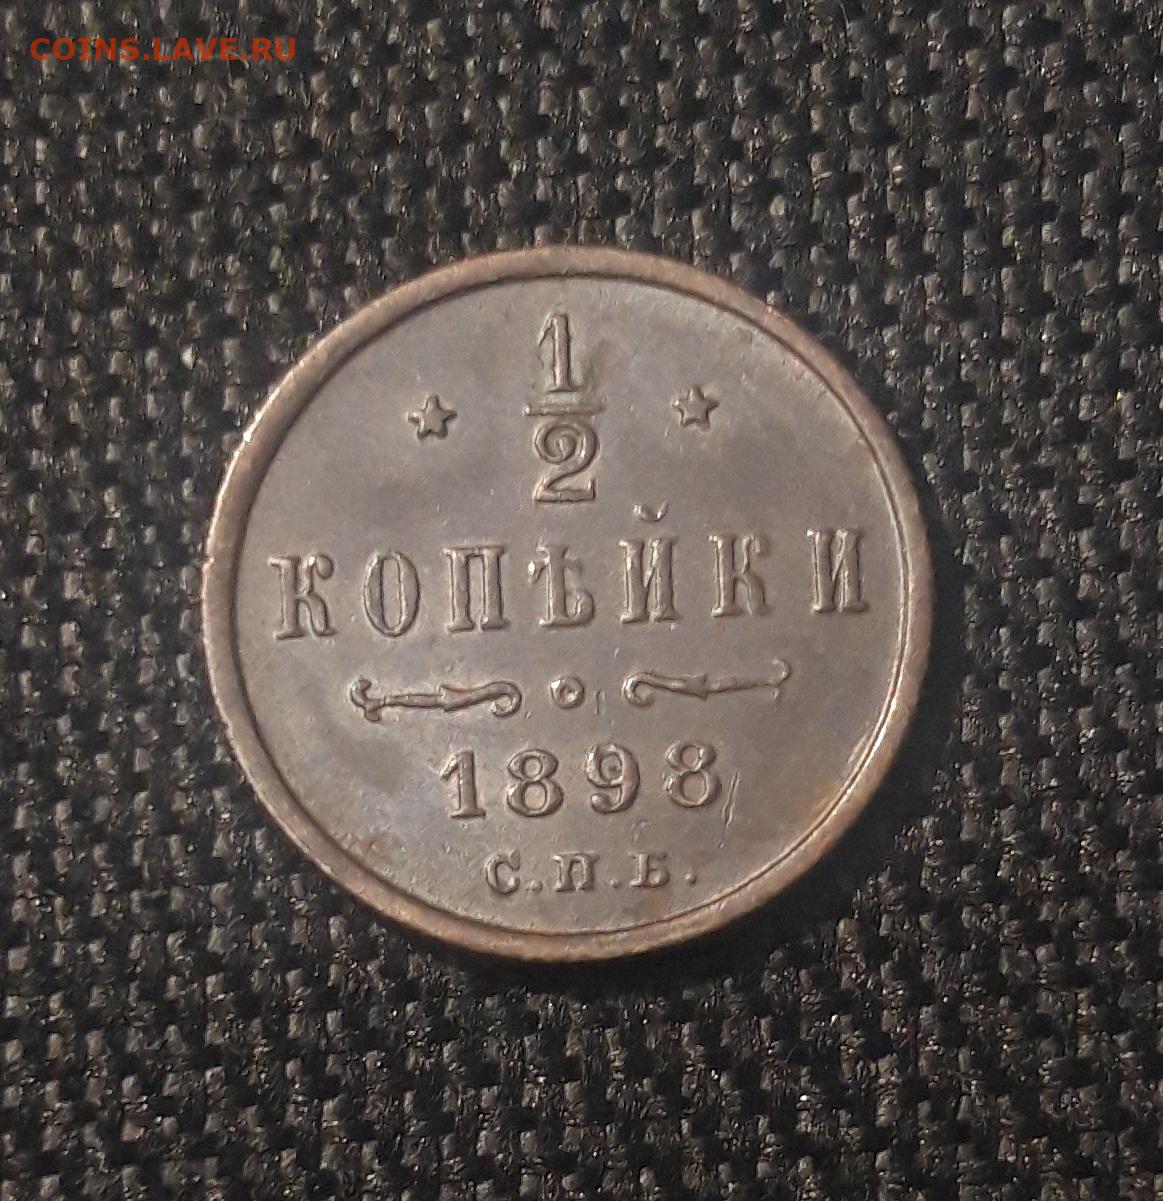 COINS.LAVE.RU
1/2
КОПѢЙКИ
1898
С.П.Б.